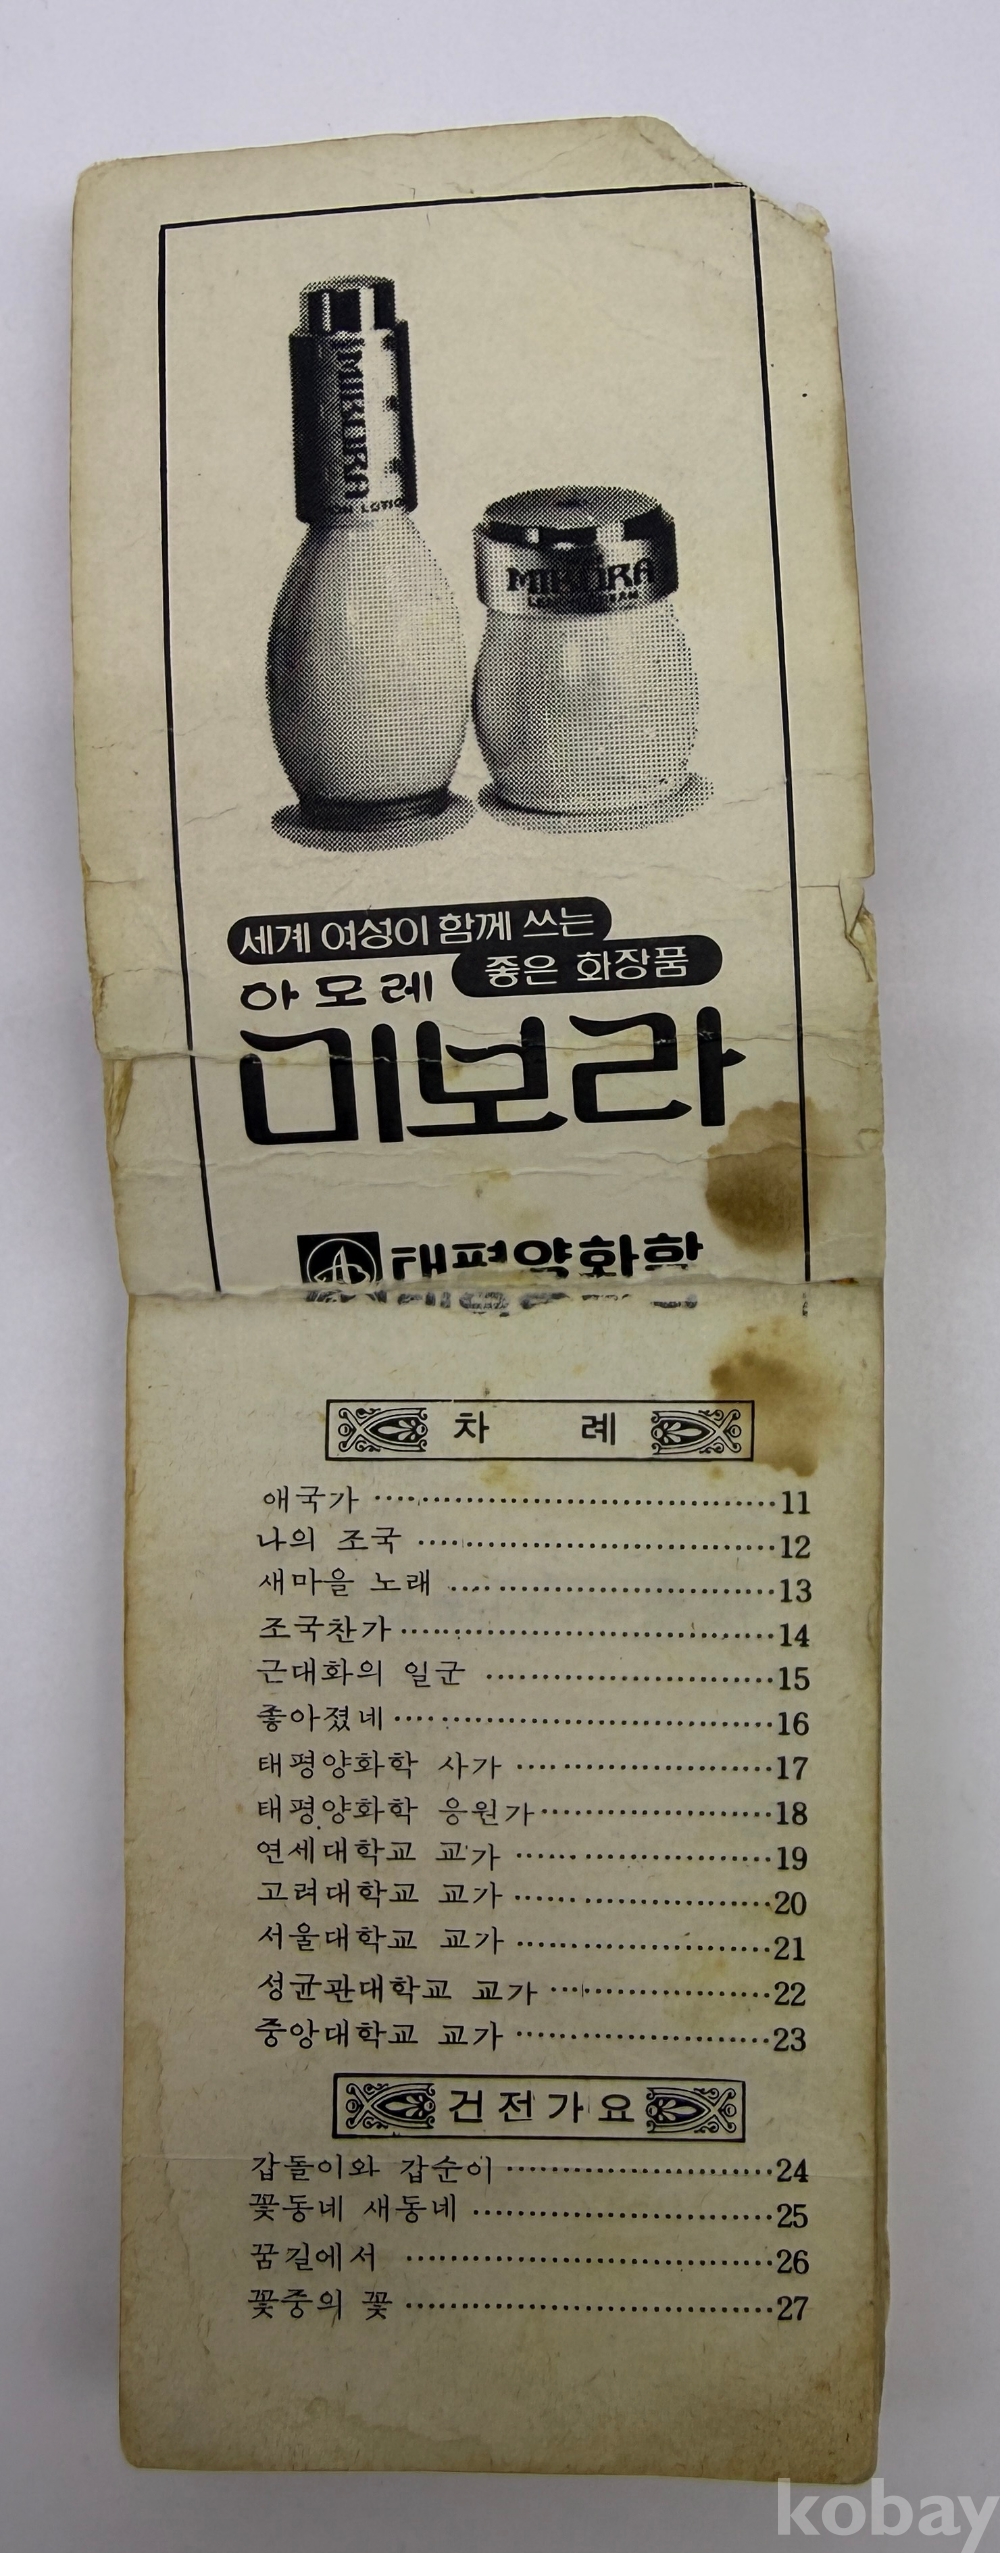 MIBORA
LOTION
MIBORA
세계 여성이 함께 쓰는
좋은 화장품
아모레
미보라
태평양화학
차 례
애국가 ··································· 11
나의 조국 ··································· 12
새마을 노래 ··································· 13
조국찬가 ··································· 14
근대화의 일군 ··································· 15
좋아졌네 ··································· 16
태평양화학 사가 ··································· 17
태평양화학 응원가 ··································· 18
연세대학교 교가 ··································· 19
고려대학교 교가 ··································· 20
서울대학교 교가 ··································· 21
성균관대학교 교가 ··································· 22
중앙대학교 교가 ··································· 23
건전가요
갑돌이와 갑순이 ··································· 24
꽃동네 새동네 ··································· 25
꿈길에서 ··································· 26
꽃중의 꽃 ··································· 27
kobay